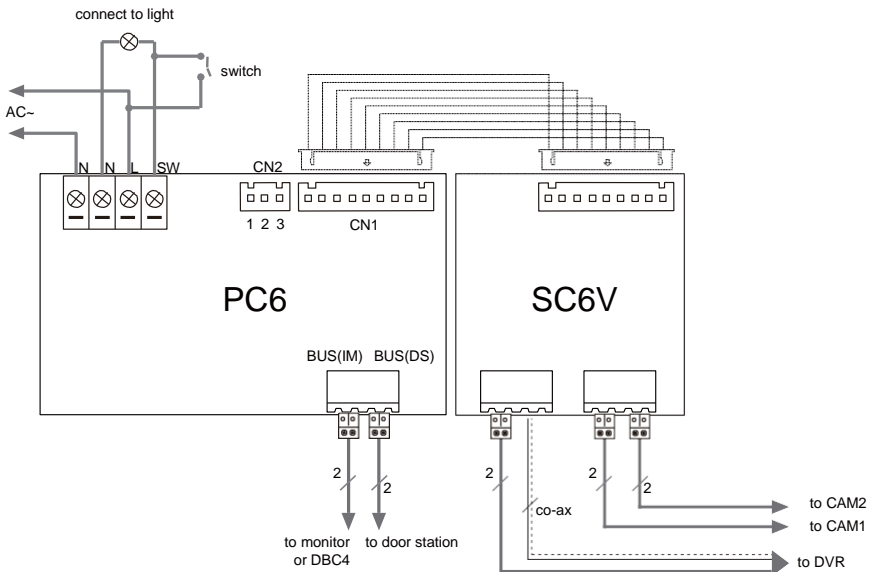 connect to light
switch
AC~
N N L SW
CN2
1 2 3
CN1
PC6
SC6V
BUS(IM) BUS(DS)
2
2
2
2
2
co-ax
to CAM2
to CAM1
to monitor
or DBC4
to door station
to DVR